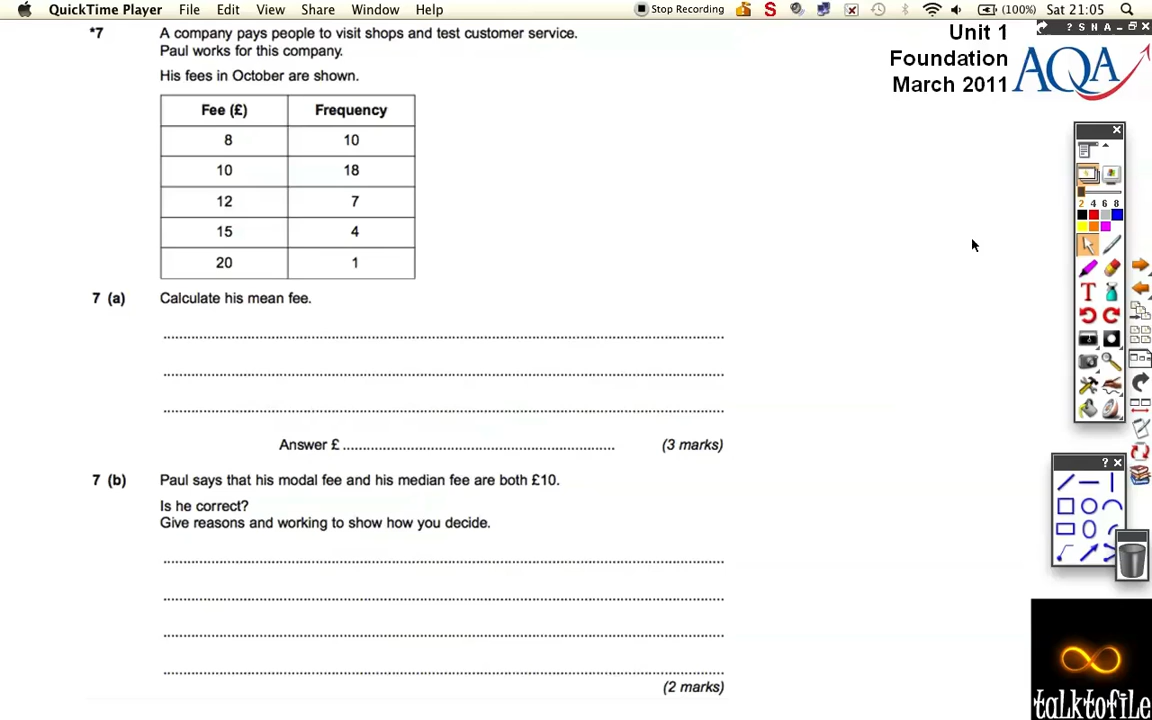 QuickTime Player File Edit View Share Window Help Stop Recording (100%) Sat 21:05
*7 A company pays people to visit shops and test customer service.
Paul works for this company.
His fees in October are shown.
Fee (£) Frequency
8 10
10 18
12 7
15 4
20 1
7 (a) Calculate his mean fee.
Answer £ (3 marks)
7 (b) Paul says that his modal fee and his median fee are both £10.
Is he correct?
Give reasons and working to show how you decide.
(2 marks)
Unit 1
Foundation
March 2011
AQA
? S N A
2 4 6 8
T
?
talktofile